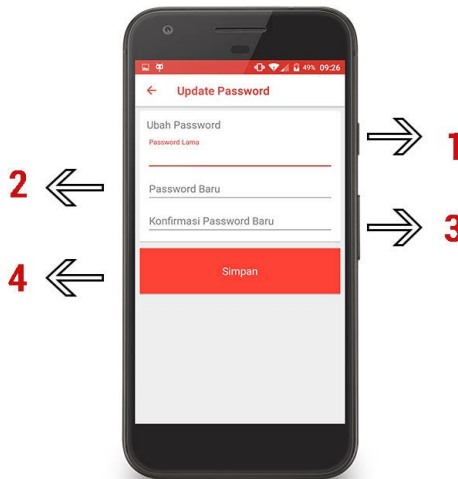 49% 09:26
Update Password
Ubah Password
Password Lama
1
2
Password Baru
Konfirmasi Password Baru
3
4
Simpan